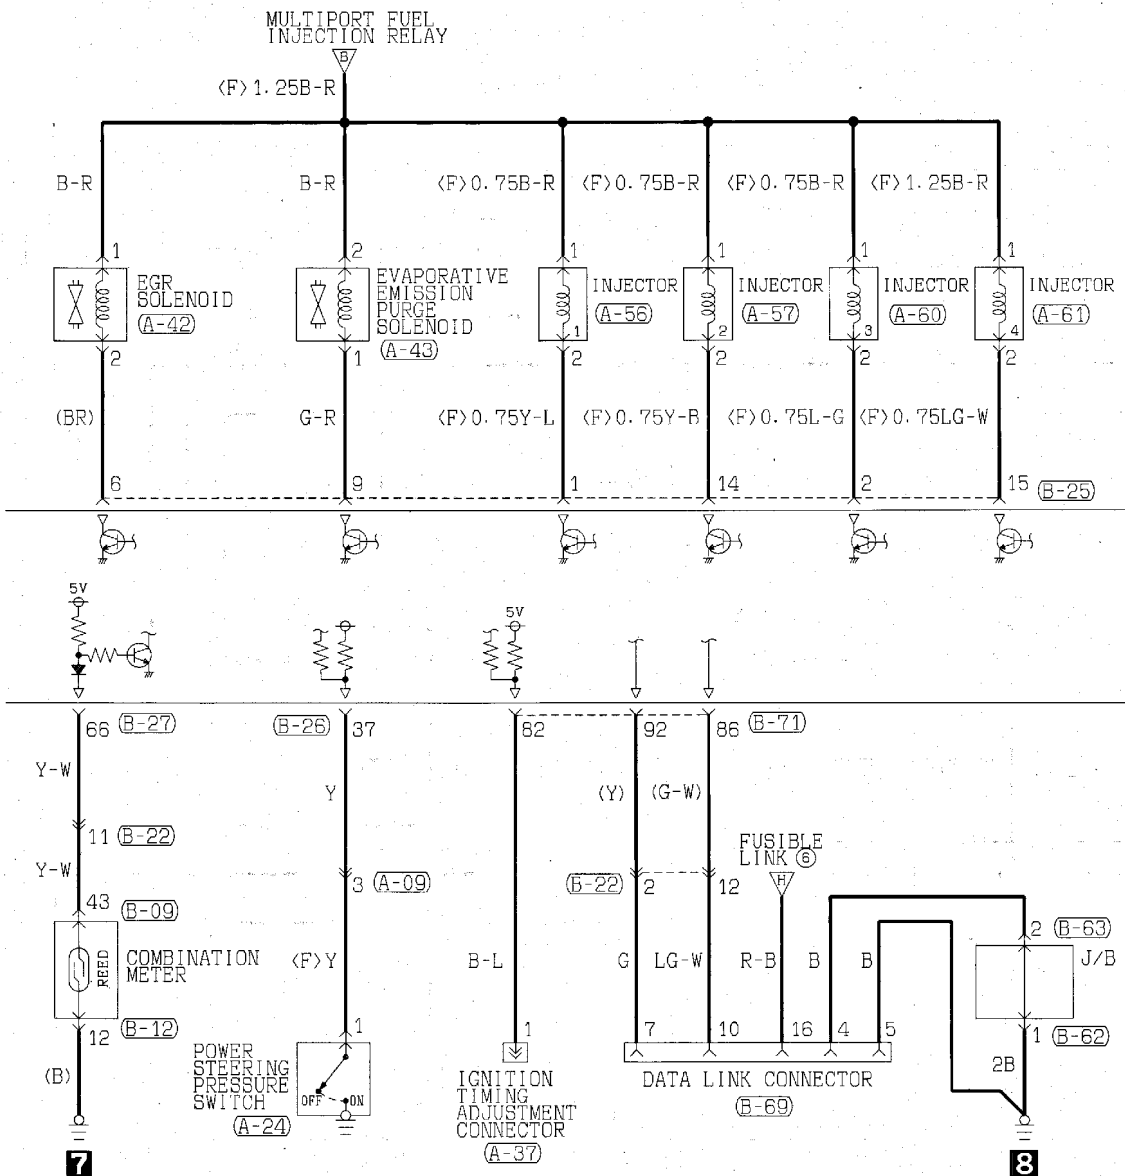 MULTIPORT FUEL
INJECTION RELAY
B
〈F〉1.25B-R
B-R
B-R
〈F〉0.75B-R
〈F〉0.75B-R
〈F〉0.75B-R
〈F〉1.25B-R
1
2
1
1
1
1
EGR
SOLENOID
(A-42)
EVAPORATIVE
EMISSION
PURGE
SOLENOID
(A-43)
INJECTOR
(A-56)
1
INJECTOR
(A-57)
2
INJECTOR
(A-60)
3
INJECTOR
(A-61)
4
2
1
2
2
2
2
(BR)
G-R
〈F〉0.75Y-L
〈F〉0.75Y-B
〈F〉0.75L-G
〈F〉0.75LG-W
6
9
1
14
2
15
(B-25)
5V
5V
66
(B-27)
(B-26)
37
82
92
86
(B-71)
Y-W
Y
(Y)
(G-W)
11
(B-22)
FUSIBLE
LINK ⑥
H
Y-W
3
(A-09)
(B-22)
2
12
43
(B-09)
2
(B-63)
REED
COMBINATION
METER
〈F〉Y
B-L
G
LG-W
R-B
B
B
J/B
12
(B-12)
1
1
7
10
16
4
5
1
(B-62)
(B)
POWER
STEERING
PRESSURE
SWITCH
(A-24)
OFF
ON
IGNITION
TIMING
ADJUSTMENT
CONNECTOR
(A-37)
DATA LINK CONNECTOR
(B-69)
2B
7
8